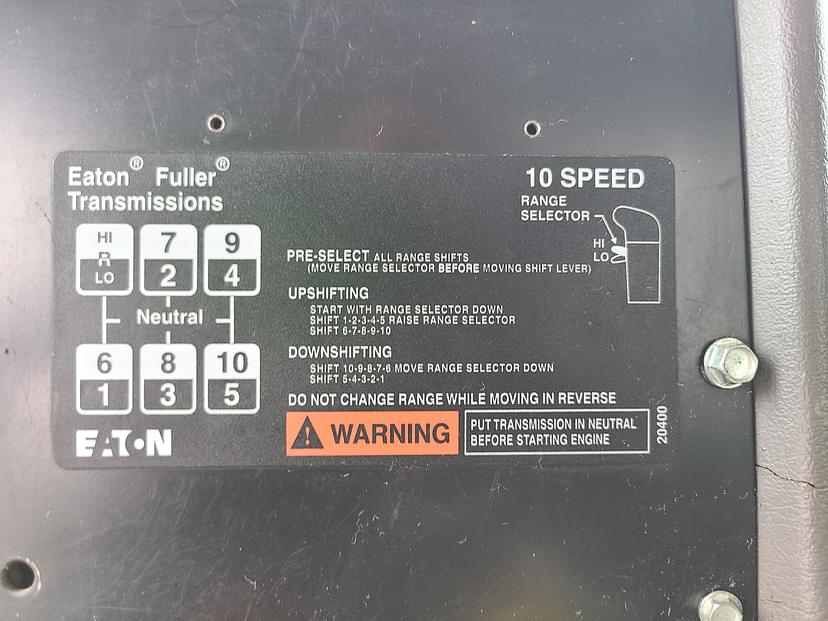 Eaton® Fuller®
Transmissions
10 SPEED
RANGE
SELECTOR
HI
LO
HI
R
LO
7
2
9
4
Neutral
6
1
8
3
10
5
PRE-SELECT ALL RANGE SHIFTS
(MOVE RANGE SELECTOR BEFORE MOVING SHIFT LEVER)
UPSHIFTING
START WITH RANGE SELECTOR DOWN
SHIFT 1-2-3-4-5 RAISE RANGE SELECTOR
SHIFT 6-7-8-9-10
DOWNSHIFTING
SHIFT 10-9-8-7-6 MOVE RANGE SELECTOR DOWN
SHIFT 5-4-3-2-1
DO NOT CHANGE RANGE WHILE MOVING IN REVERSE
WARNING
PUT TRANSMISSION IN NEUTRAL
BEFORE STARTING ENGINE
20400
EATON